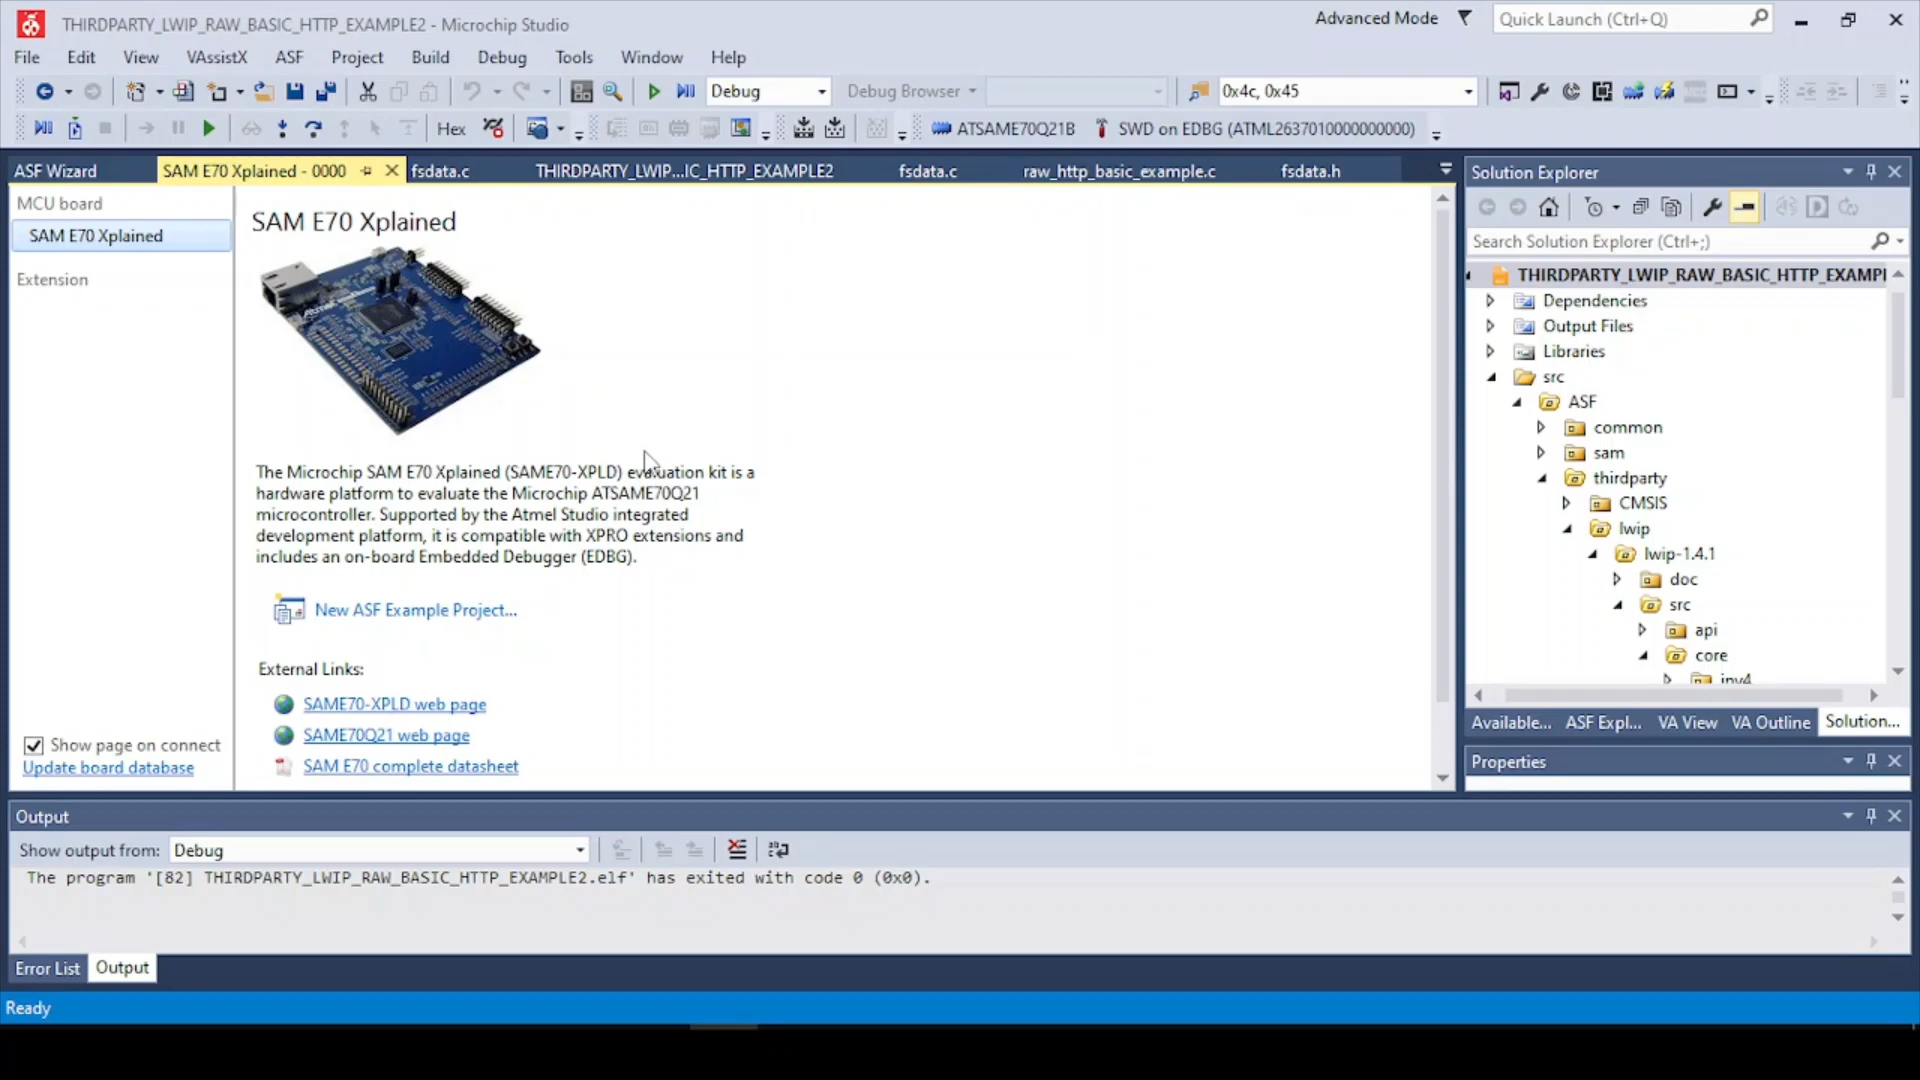 THIRDPARTY_LWIP_RAW_BASIC_HTTP_EXAMPLE2 - Microchip Studio
Advanced Mode
Quick Launch (Ctrl+Q)
File Edit View VAssistX ASF Project Build Debug Tools Window Help
Debug
Debug Browser
0x4c, 0x45
Hex
ATSAME70Q21B
SWD on EDBG (ATML2637010000000000)
ASF Wizard
SAM E70 Xplained - 0000
fsdata.c
THIRDPARTY_LWIP...IC_HTTP_EXAMPLE2
fsdata.c
raw_http_basic_example.c
fsdata.h
MCU board
SAM E70 Xplained
Extension
Show page on connect
Update board database
SAM E70 Xplained
Atmel
The Microchip SAM E70 Xplained (SAME70-XPLD) evaluation kit is a
hardware platform to evaluate the Microchip ATSAME70Q21
microcontroller. Supported by the Atmel Studio integrated
development platform, it is compatible with XPRO extensions and
includes an on-board Embedded Debugger (EDBG).
New ASF Example Project...
External Links:
SAME70-XPLD web page
SAME70Q21 web page
SAM E70 complete datasheet
Solution Explorer
Search Solution Explorer (Ctrl+;)
THIRDPARTY_LWIP_RAW_BASIC_HTTP_EXAMPI
Dependencies
Output Files
Libraries
src
ASF
common
sam
thirdparty
CMSIS
lwip
lwip-1.4.1
doc
src
api
core
ipv4
Available... ASF Expl... VA View VA Outline Solution...
Properties
Output
Show output from: Debug
The program '[82] THIRDPARTY_LWIP_RAW_BASIC_HTTP_EXAMPLE2.elf' has exited with code 0 (0x0).
Error List Output
Ready